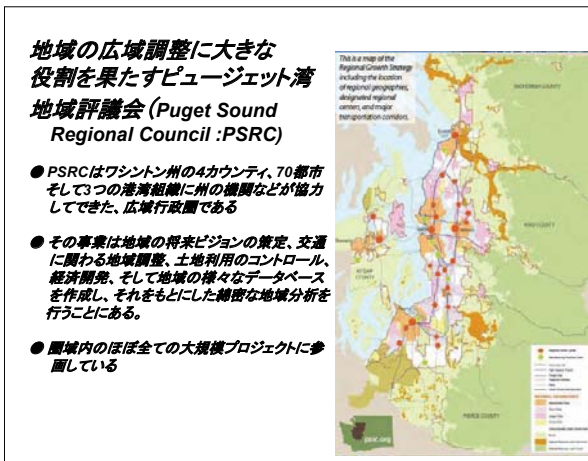 地域の広域調整に大きな
役割を果たすピュージェット湾
地域評議会(Puget Sound
Regional Council :PSRC)
● PSRCはワシントン州の4カウンティ、70都市
そして3つの港湾組織に州の機関などが協力
してできた、広域行政圏である
● その事業は地域の将来ビジョンの策定、交通
に関わる地域調整、土地利用のコントロール、
経済開発、そして地域の様々なデータベース
を作成し、それをもとにした綿密な地域分析を
行うことにある。
●圏域内のほぼ全ての大規模プロジェクトに参
画している
This is a map of the
Regional Growth Strategy
including the location
of regional geographies,
designated regional
centers, and major
transportation corridors.
SNOHOMISH COUNTY
KING COUNTY
KITSAP
COUNTY
PIERCE COUNTY
psrc.org